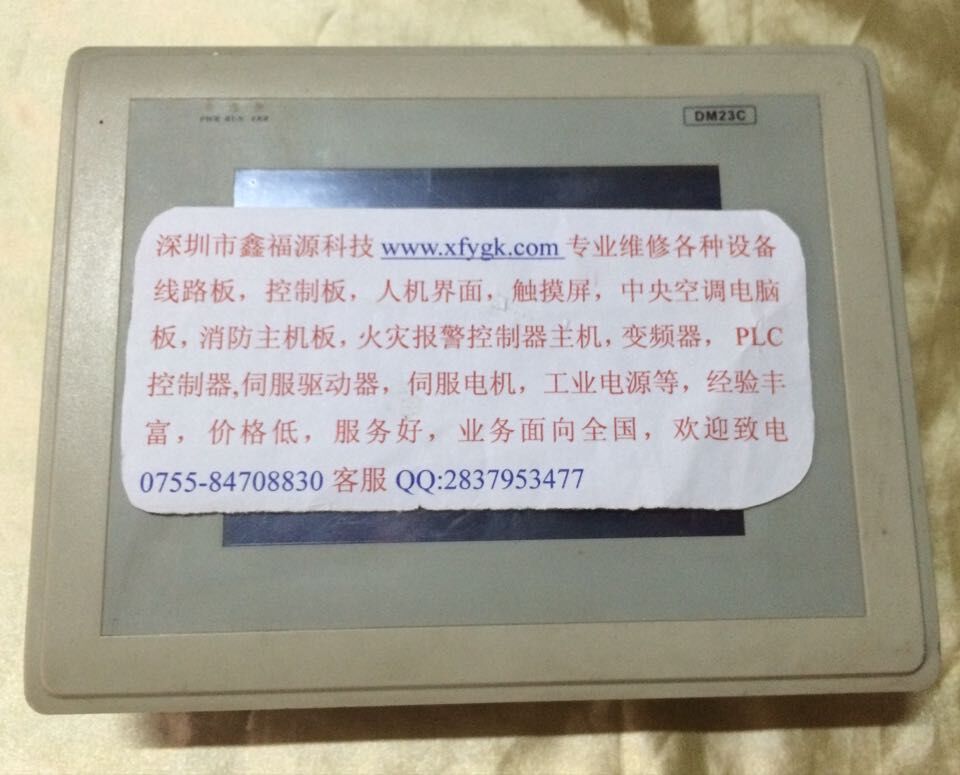 PWR RUN ERR
DM23C
深圳市鑫福源科技 www.xfygk.com 专业维修各种设备
线路板，控制板，人机界面，触摸屏，中央空调电脑
板，消防主机板，火灾报警控制器主机，变频器， PLC
控制器,伺服驱动器，伺服电机，工业电源等，经验丰
富，价格低，服务好，业务面向全国，欢迎致电
0755-84708830 客服 QQ:2837953477